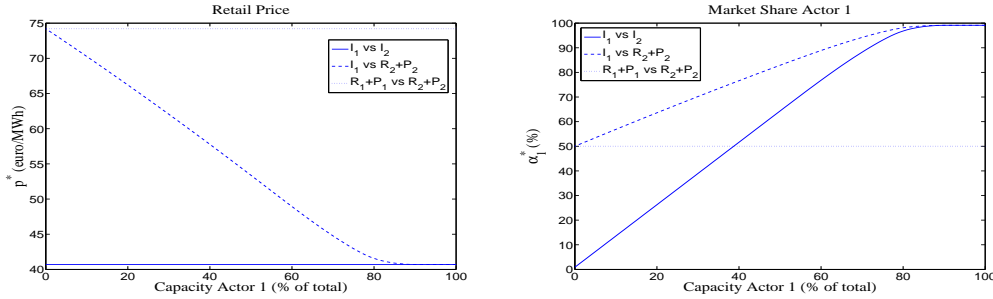 Retail Price
75
70
65
60
55
50
45
40
0
20
40
60
80
100
p* (euro/MWh)
Capacity Actor 1 (% of total)
I1 vs I2
I1 vs R2+P2
R1+P1 vs R2+P2
Market Share Actor 1
100
90
80
70
60
50
40
30
20
10
0
0
20
40
60
80
100
α1* (%)
Capacity Actor 1 (% of total)
I1 vs I2
I1 vs R2+P2
R1+P1 vs R2+P2